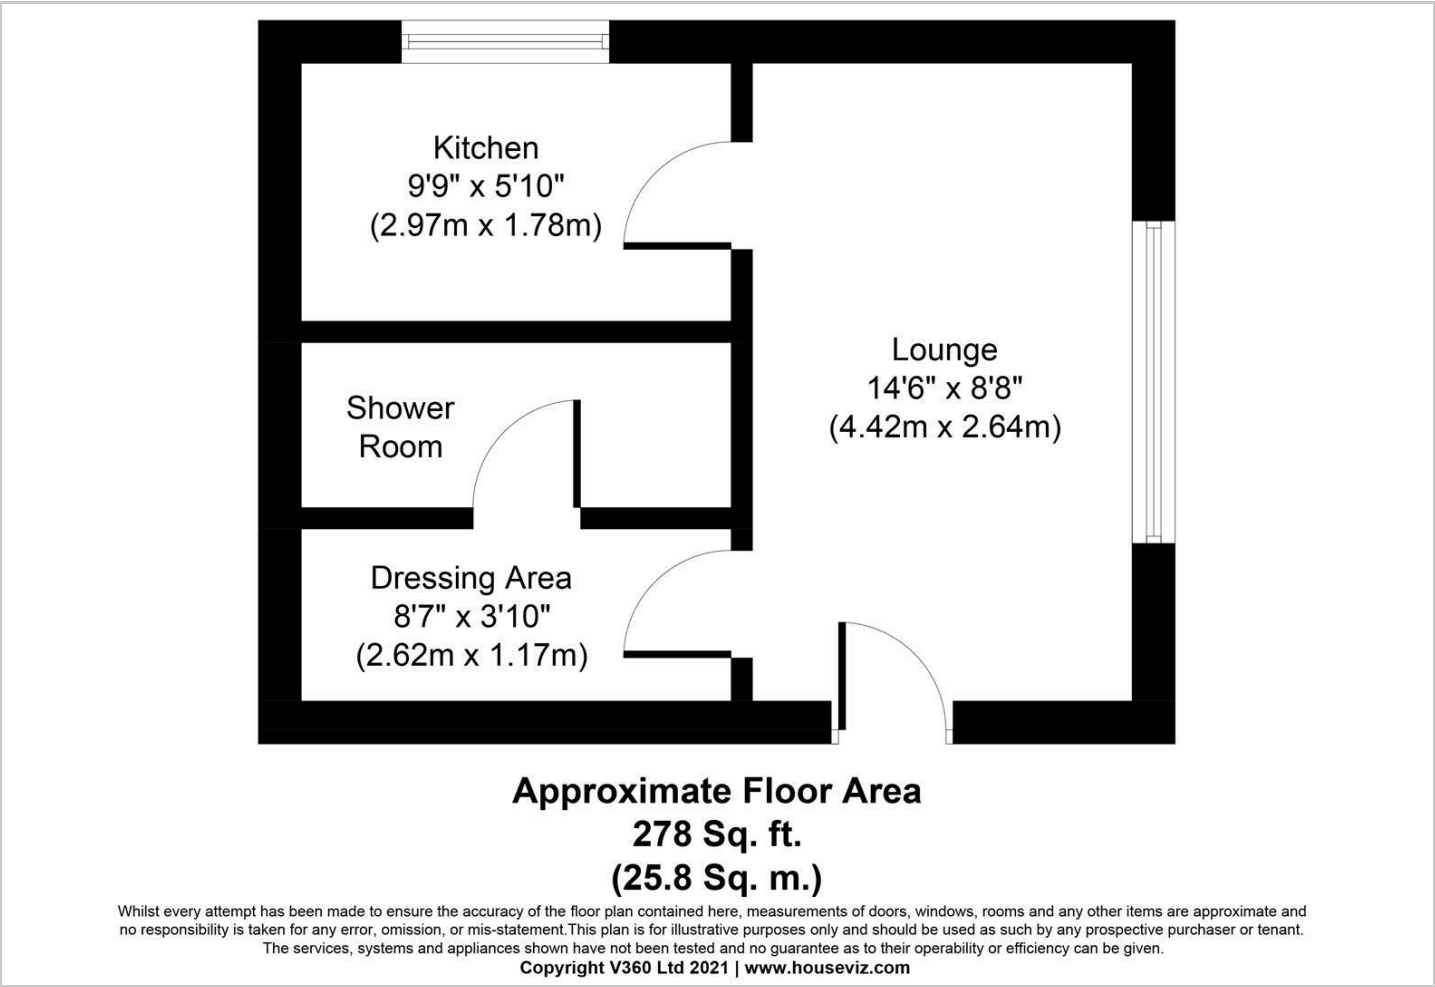 Kitchen
9'9" x 5'10"
(2.97m x 1.78m)
Lounge
14'6" x 8'8"
(4.42m x 2.64m)
Shower
Room
Dressing Area
8'7" x 3'10"
(2.62m x 1.17m)
Approximate Floor Area
278 Sq. ft.
(25.8 Sq. m.)
Whilst every attempt has been made to ensure the accuracy of the floor plan contained here, measurements of doors, windows, rooms and any other items are approximate and
no responsibility is taken for any error, omission, or mis-statement.This plan is for illustrative purposes only and should be used as such by any prospective purchaser or tenant.
The services, systems and appliances shown have not been tested and no guarantee as to their operability or efficiency can be given.
Copyright V360 Ltd 2021 | www.houseviz.com